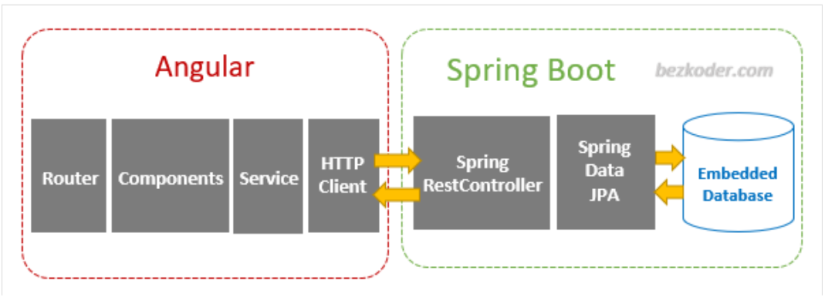 Angular
Spring Boot
bezkoder.com
Router
Components
Service
HTTP
Client
Spring
RestController
Spring
Data
JPA
Embedded
Database